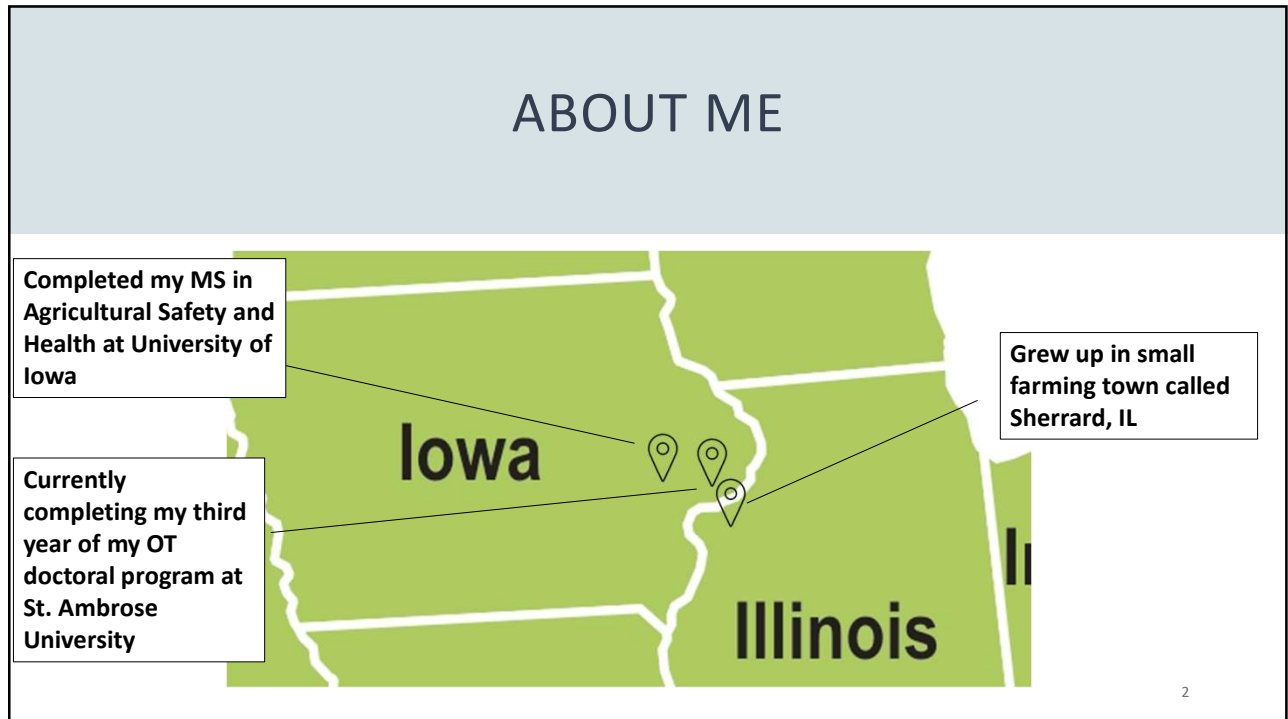 ABOUT ME
Completed my MS in
Agricultural Safety and
Health at University of
Iowa
Currently
completing my third
year of my OT
doctoral program at
St. Ambrose
University
Grew up in small
farming town called
Sherrard, IL
Iowa
Illinois
2